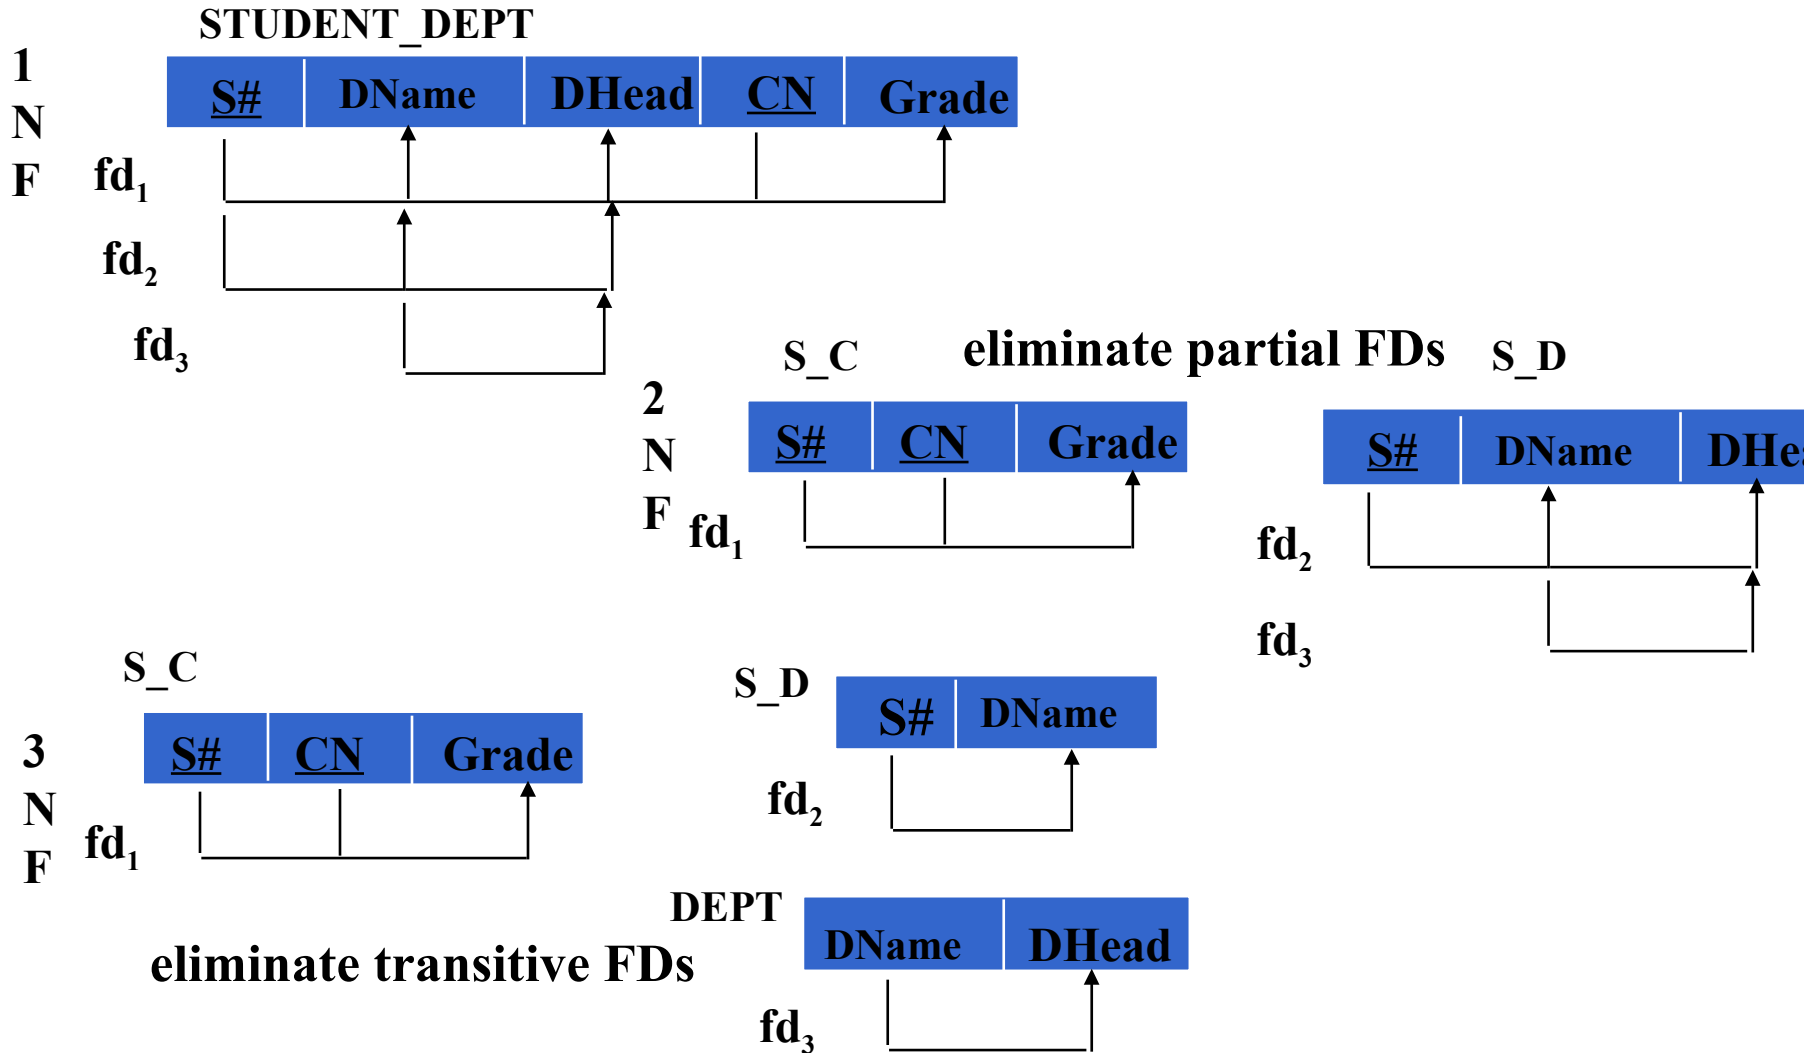 STUDENT_DEPT
1
N
F
S# DName DHead CN Grade
fd1
fd2
fd3
eliminate partial FDs
2
N
F
S_C
S# CN Grade
fd1
S_D
S# DName DHea
fd2
fd3
3
N
F
S_C
S# CN Grade
fd1
S_D
S# DName
fd2
DEPT
DName DHead
fd3
eliminate transitive FDs